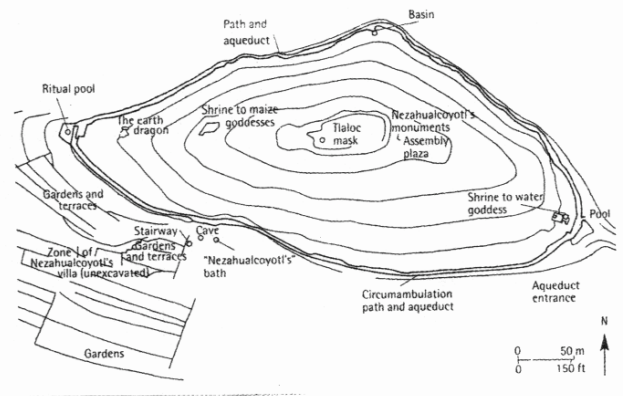 Path and
aqueduct
Basin
Ritual pool
The earth
dragon
Shrine to maize
goddesses
Tlaloc
mask
Nezahualcoyotl's
monuments
Assembly
plaza
Gardens and
terraces
Shrine to water
goddess
Pool
Stairway
Cave
Gardens
and terraces
Zone of
Nezahualcoyotl's
villa (unexcavated)
"Nezahualcoyotl's"
bath
Circumambulation
path and aqueduct
Aqueduct
entrance
Gardens
N
0 50 m
0 150 ft